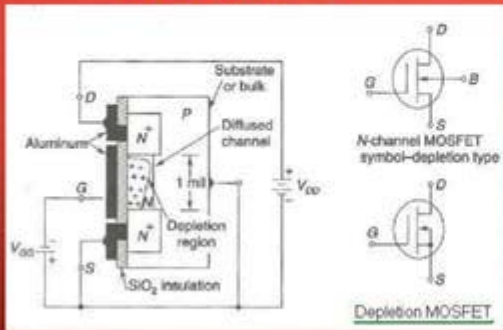 D
Substrate
or bulk
P
N+
Aluminum
Diffused
channel
G
1 mil
N
VDD
Depletion
region
VGG
N+
S
SiO2 insulation
D
G
B
S
N-channel MOSFET
symbol-depletion type
D
G
S
Depletion MOSFET